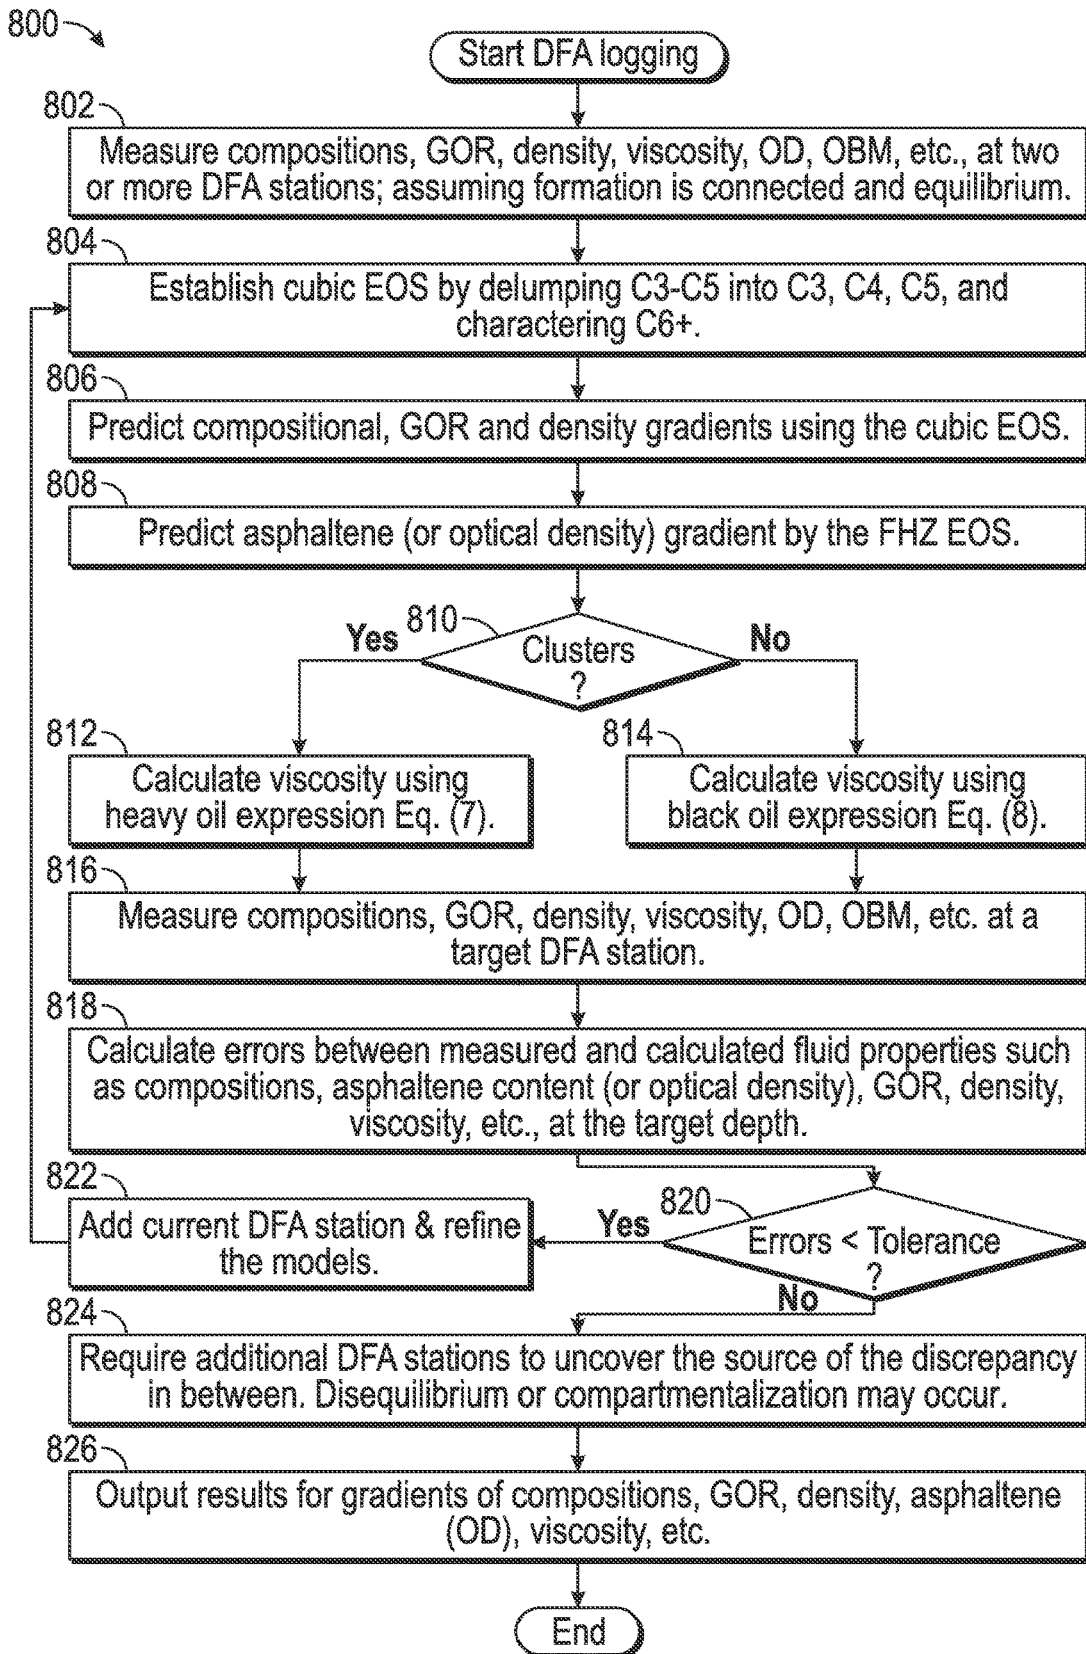 800
Start DFA logging
802
Measure compositions, GOR, density, viscosity, OD, OBM, etc., at two
or more DFA stations; assuming formation is connected and equilibrium.
804
Establish cubic EOS by delumping C3-C5 into C3, C4, C5, and
charactering C6+.
806
Predict compositional, GOR and density gradients using the cubic EOS.
808
Predict asphaltene (or optical density) gradient by the FHZ EOS.
810
Yes
No
Clusters
?
812
Calculate viscosity using
heavy oil expression Eq. (7).
814
Calculate viscosity using
black oil expression Eq. (8).
816
Measure compositions, GOR, density, viscosity, OD, OBM, etc. at a
target DFA station.
818
Calculate errors between measured and calculated fluid properties such
as compositions, asphaltene content (or optical density), GOR, density,
viscosity, etc., at the target depth.
822
Add current DFA station & refine
the models.
Yes
820
Errors < Tolerance
?
No
824
Require additional DFA stations to uncover the source of the discrepancy
in between. Disequilibrium or compartmentalization may occur.
826
Output results for gradients of compositions, GOR, density, asphaltene
(OD), viscosity, etc.
End